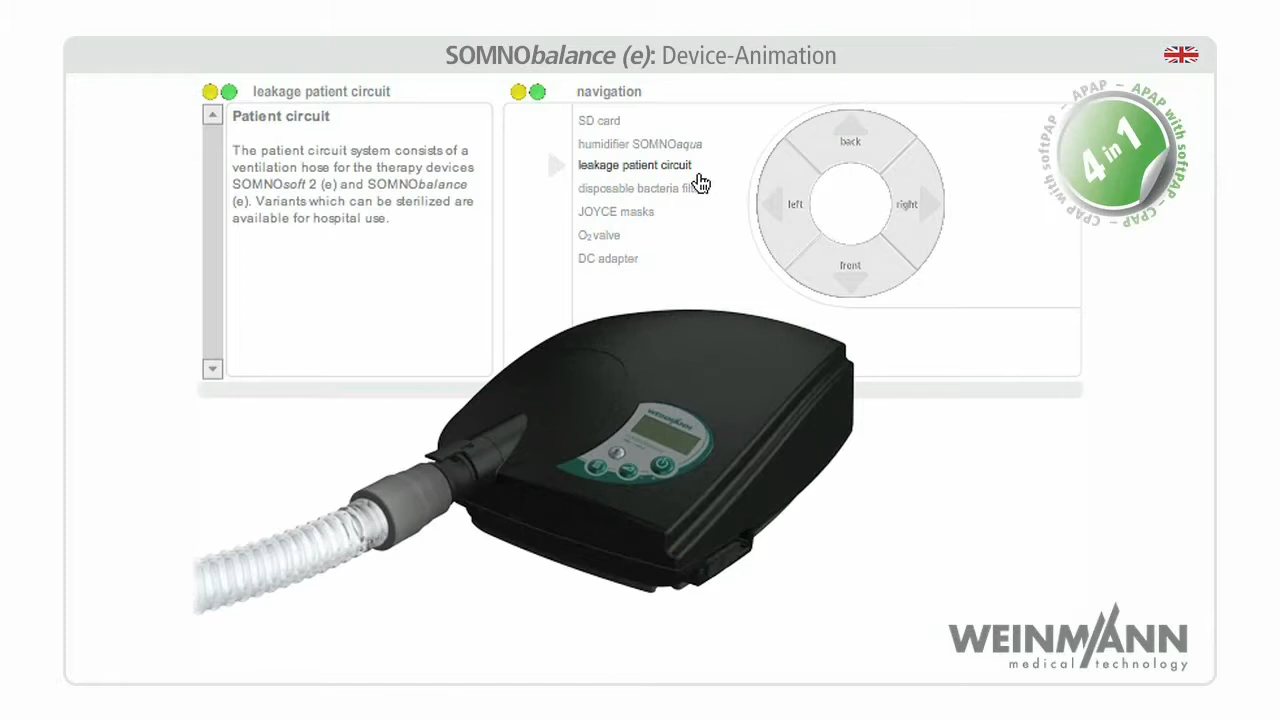 SOMNObalance (e): Device-Animation
leakage patient circuit
Patient circuit
The patient circuit system consists of a
ventilation hose for the therapy devices
SOMNOsoft 2 (e) and SOMNObalance
(e). Variants which can be sterilized are
available for hospital use.
navigation
SD card
humidifier SOMNOaqua
leakage patient circuit
disposable bacteria
JOYCE masks
O₂ valve
DC adapter
back
left
right
front
4 in 1
APAP – APAP with softPAP – CPAP – CPAP with softPAP –
WEINMANN
WEINMANN
medical technology